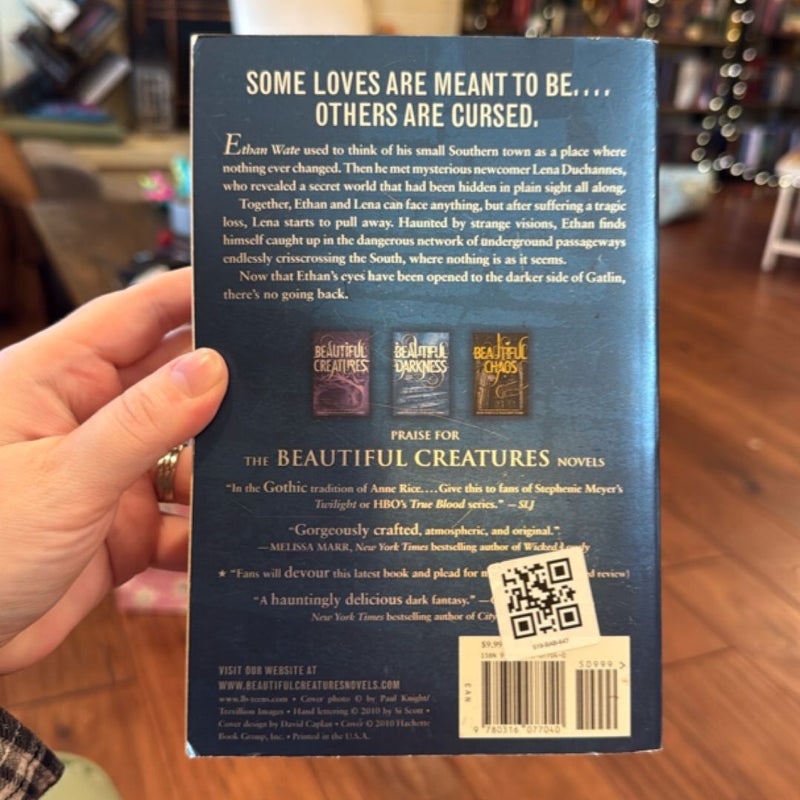 SOME LOVES ARE MEANT TO BE....
OTHERS ARE CURSED.
Ethan Wate used to think of his small Southern town as a place where
nothing ever changed. Then he met mysterious newcomer Lena Duchannes,
who revealed a secret world that had been hidden in plain sight all along.
Together, Ethan and Lena can face anything, but after suffering a tragic
loss, Lena starts to pull away. Haunted by strange visions, Ethan finds
himself caught up in the dangerous network of underground passageways
endlessly crisscrossing the South, where nothing is as it seems.
Now that Ethan's eyes have been opened to the darker side of Gatlin,
there's no going back.
BEAUTIFUL CREATURES
BEAUTIFUL DARKNESS
BEAUTIFUL CHAOS
PRAISE FOR
THE BEAUTIFUL CREATURES NOVELS
"In the Gothic tradition of Anne Rice....Give this to fans of Stephenie Meyer's
Twilight or HBO's True Blood series." —SLJ
"Gorgeously crafted, atmospheric, and original."
—MELISSA MARR, New York Times bestselling author of Wicked Lovely
★ "Fans will devour this latest book and plead for review)
"A hauntingly delicious dark fantasy." —
New York Times bestselling author of City
$9.99
50999 >
EAN
9 780316 077040
VISIT OUR WEBSITE AT
WWW.BEAUTIFULCREATURESNOVELS.COM
www.lb-teens.com • Cover photo © by Paul Knight/
Trevillion Images • Hand lettering © 2010 by Si Scott •
Cover design by David Caplan • Cover © 2010 Hachette
Book Group, Inc. • Printed in the U.S.A.